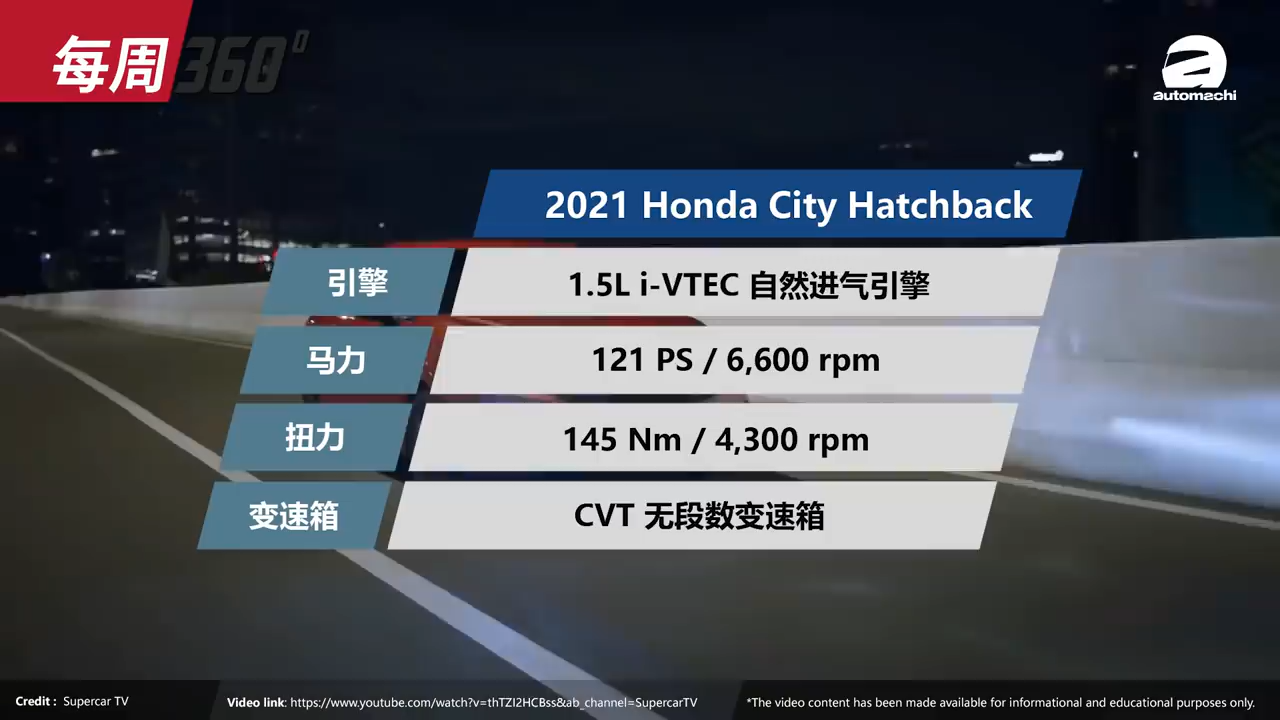 每周360°
automachi
2021 Honda City Hatchback
引擎 1.5L i-VTEC 自然进气引擎
马力 121 PS / 6,600 rpm
扭力 145 Nm / 4,300 rpm
变速箱 CVT 无段数变速箱
Credit : Supercar TV
Video link: https://www.youtube.com/watch?v=thTZI2HCBss&ab_channel=SupercarTV
*The video content has been made available for informational and educational purposes only.